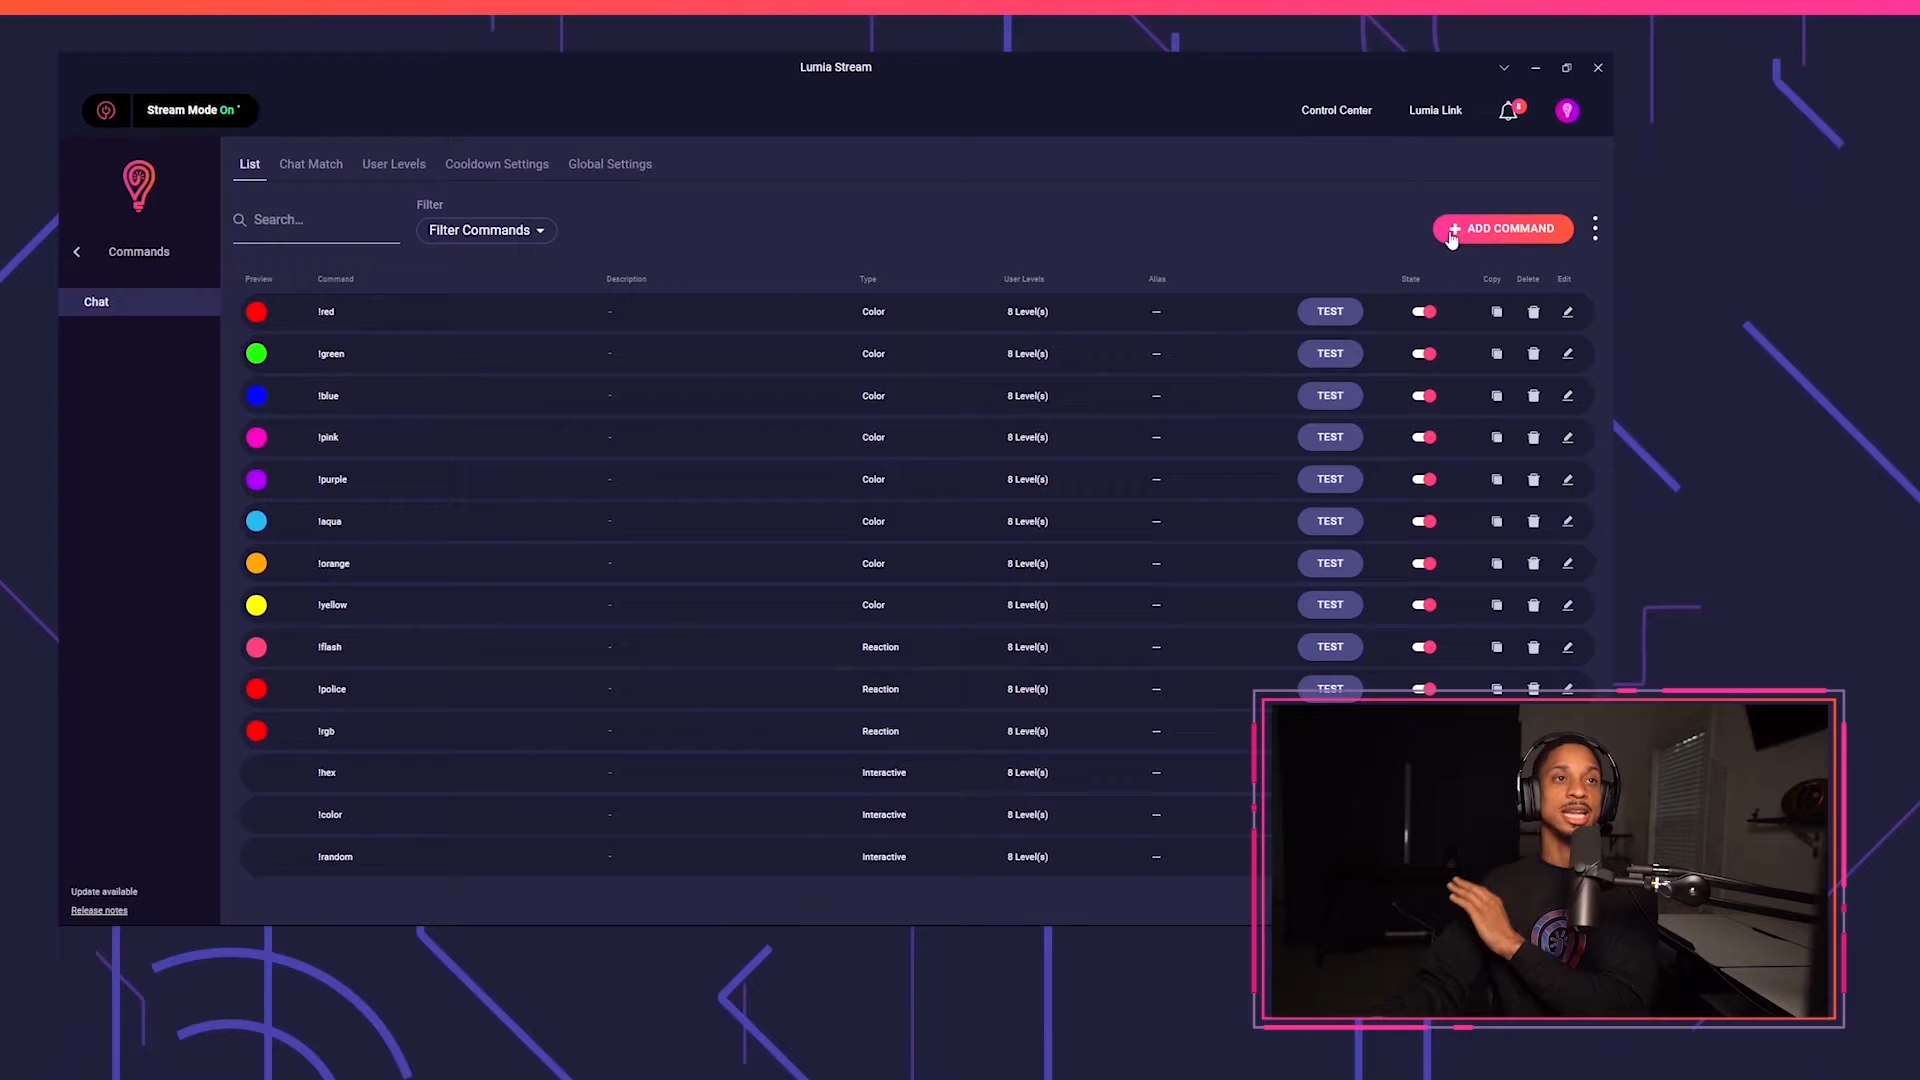 Lumia Stream
Stream Mode On
Control Center
Lumia Link
8
List
Chat Match
User Levels
Cooldown Settings
Global Settings
Commands
Chat
Search...
Filter
Filter Commands
ADD COMMAND
Preview Command Description Type User Levels Alias State Copy Delete Edit
!red - Color 8 Level(s) — TEST
!green - Color 8 Level(s) — TEST
!blue - Color 8 Level(s) — TEST
!pink - Color 8 Level(s) — TEST
!purple - Color 8 Level(s) — TEST
!aqua - Color 8 Level(s) — TEST
!orange - Color 8 Level(s) — TEST
!yellow - Color 8 Level(s) — TEST
!flash - Reaction 8 Level(s) — TEST
!police - Reaction 8 Level(s) — TEST
!rgb - Reaction 8 Level(s) —
!hex - Interactive 8 Level(s) —
!color - Interactive 8 Level(s) —
!random - Interactive 8 Level(s) —
Update available
Release notes